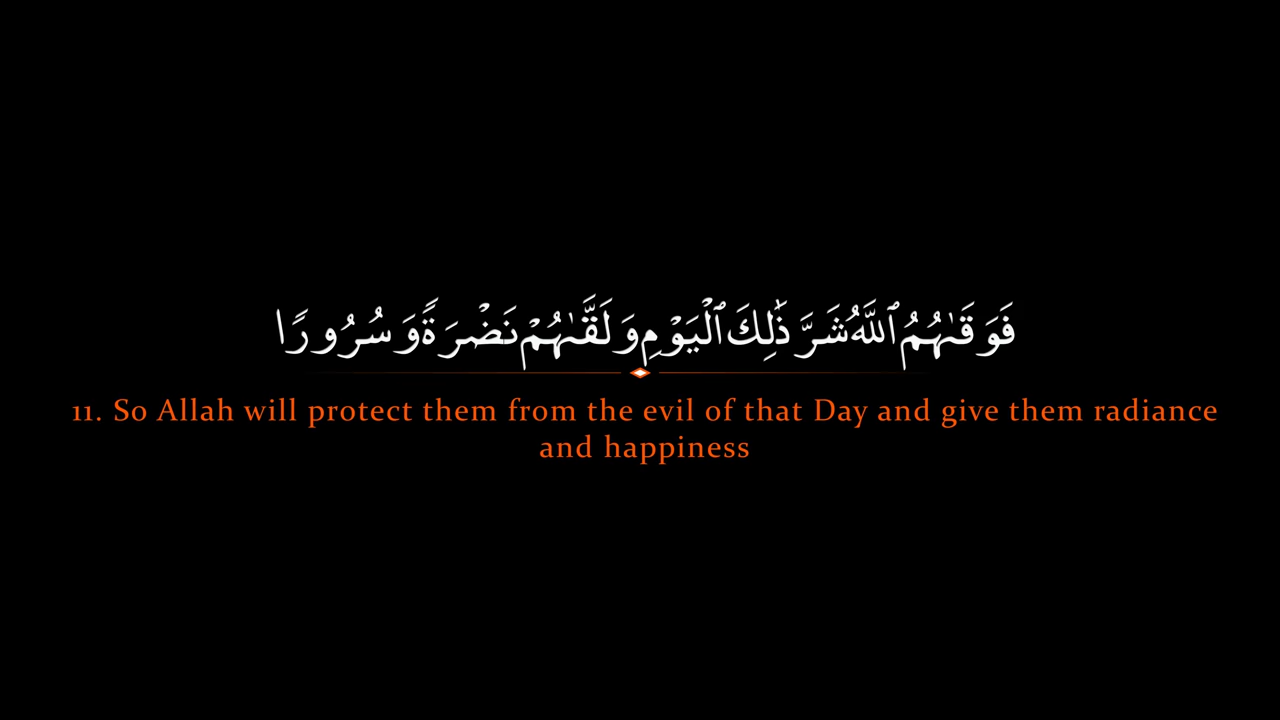 فَوَقَىٰهُمُ ٱللَّهُ شَرَّ ذَٰلِكَ ٱلْيَوْمِ وَلَقَّىٰهُمْ نَضْرَةً وَسُرُورًا
11. So Allah will protect them from the evil of that Day and give them radiance
and happiness